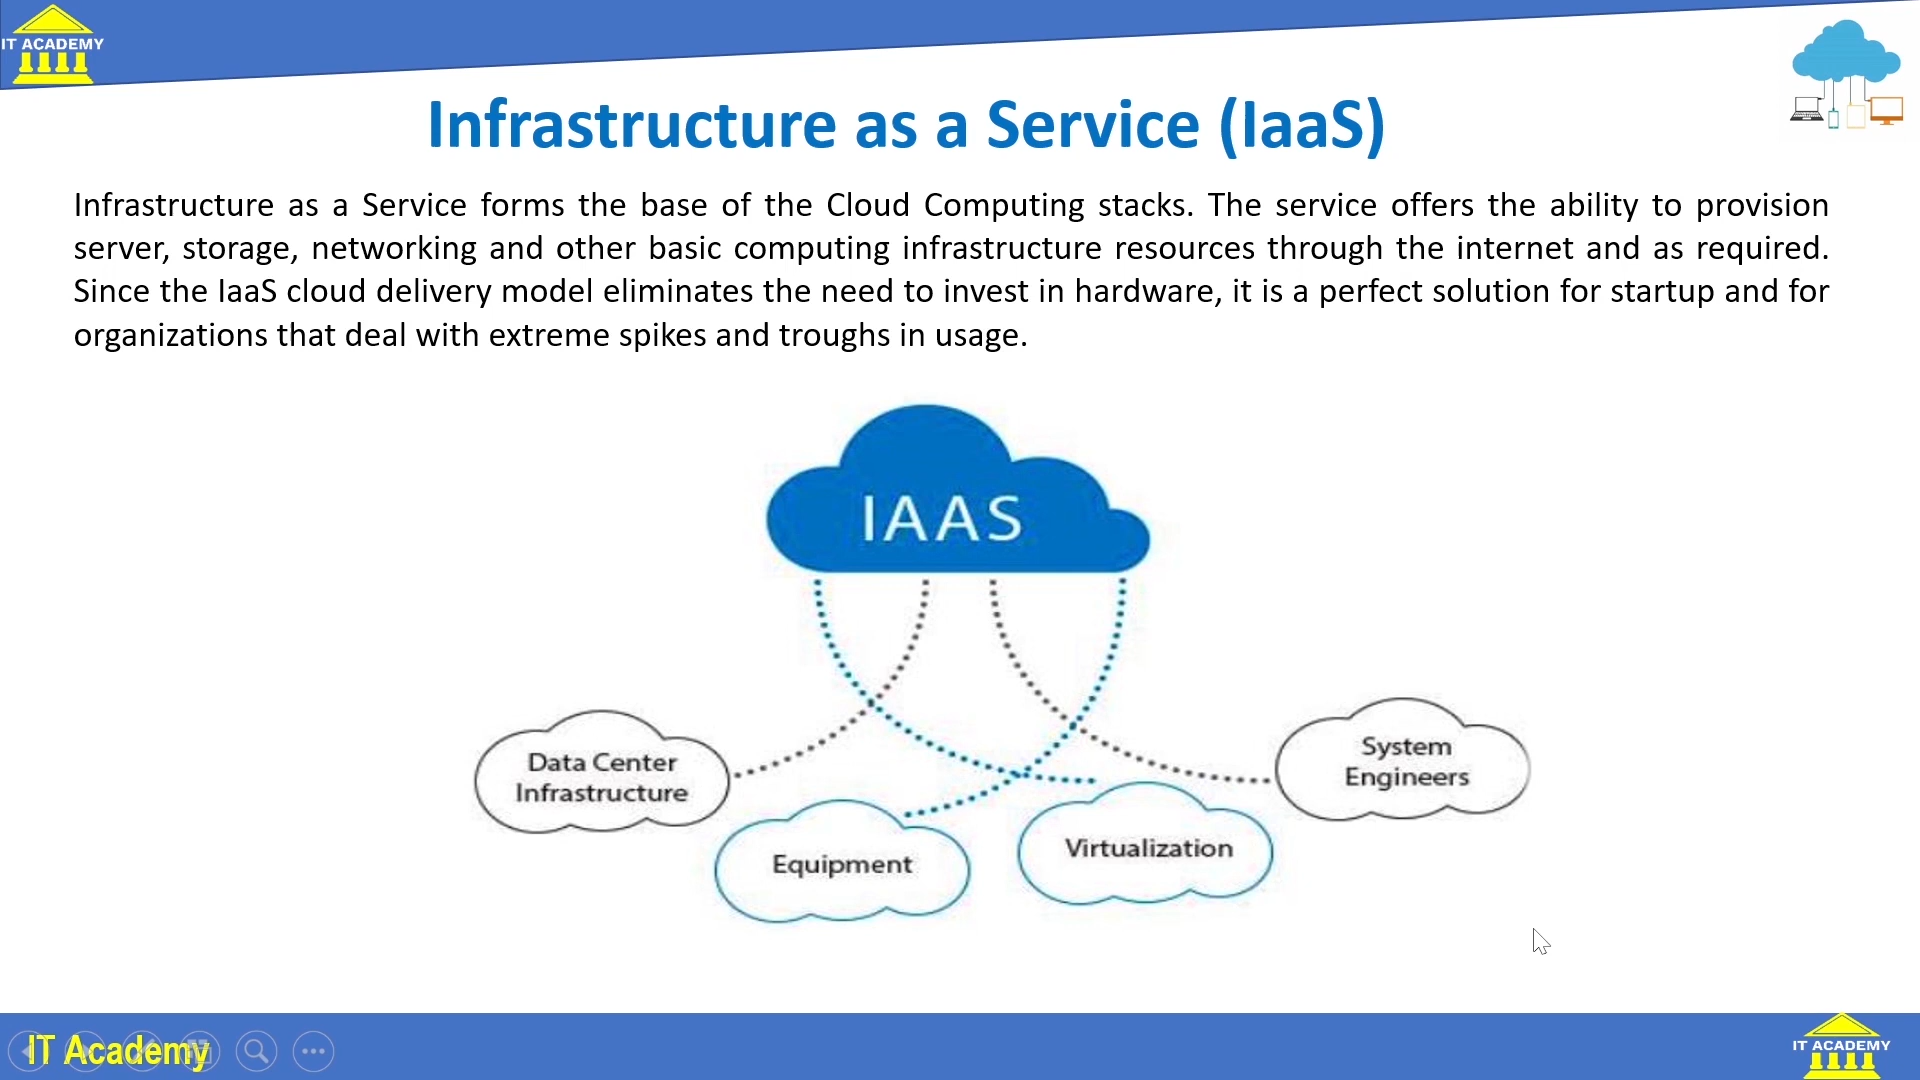 IT ACADEMY
Infrastructure as a Service (IaaS)
Infrastructure as a Service forms the base of the Cloud Computing stacks. The service offers the ability to provision
server, storage, networking and other basic computing infrastructure resources through the internet and as required.
Since the IaaS cloud delivery model eliminates the need to invest in hardware, it is a perfect solution for startup and for
organizations that deal with extreme spikes and troughs in usage.
IAAS
Data Center
Infrastructure
Equipment
Virtualization
System
Engineers
IT Academy
IT ACADEMY